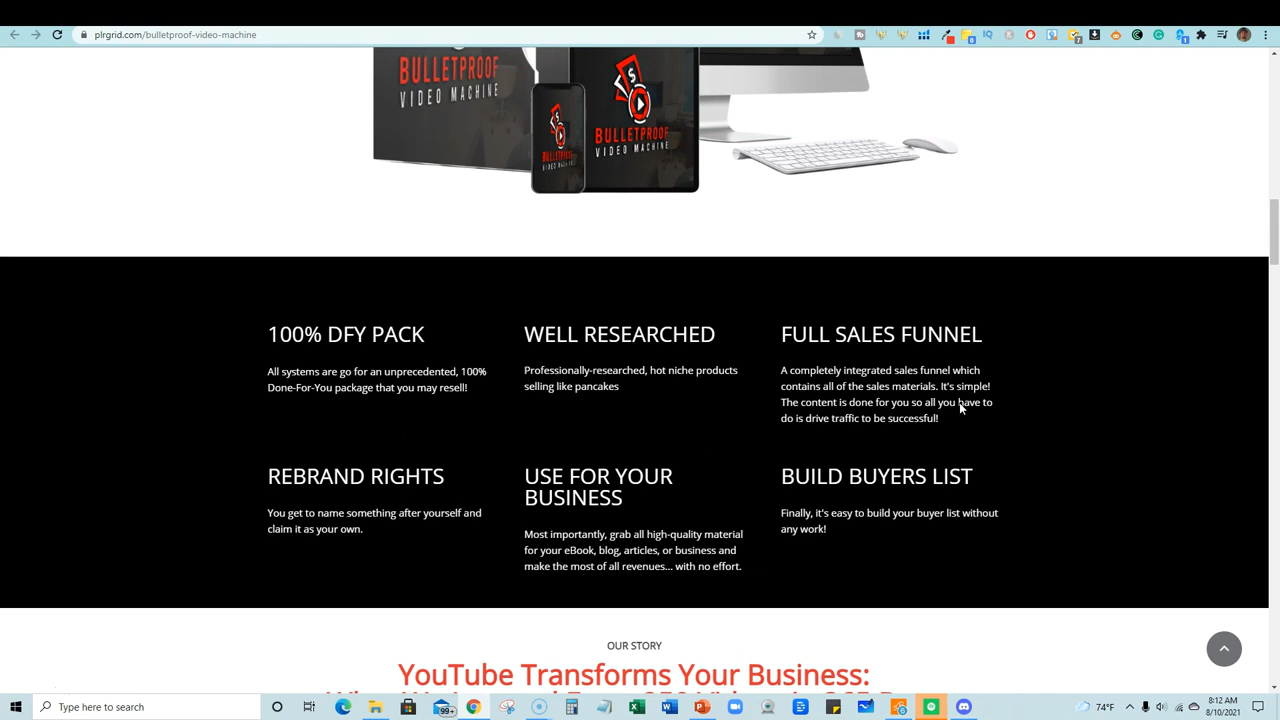 plrgrid.com/bulletproof-video-machine
BULLETPROOF
VIDEO MACHINE
BULLETPROOF
VIDEO MACHINE
100% DFY PACK
All systems are go for an unprecedented, 100%
Done-For-You package that you may resell!
WELL RESEARCHED
Professionally-researched, hot niche products
selling like pancakes
FULL SALES FUNNEL
A completely integrated sales funnel which
contains all of the sales materials. It's simple!
The content is done for you so all you have to
do is drive traffic to be successful!
REBRAND RIGHTS
You get to name something after yourself and
claim it as your own.
USE FOR YOUR
BUSINESS
Most importantly, grab all high-quality material
for your eBook, blog, articles, or business and
make the most of all revenues... with no effort.
BUILD BUYERS LIST
Finally, it's easy to build your buyer list without
any work!
OUR STORY
YouTube Transforms Your Business:
Type here to search
99+
74°F
8:12 AM
8/10/2021